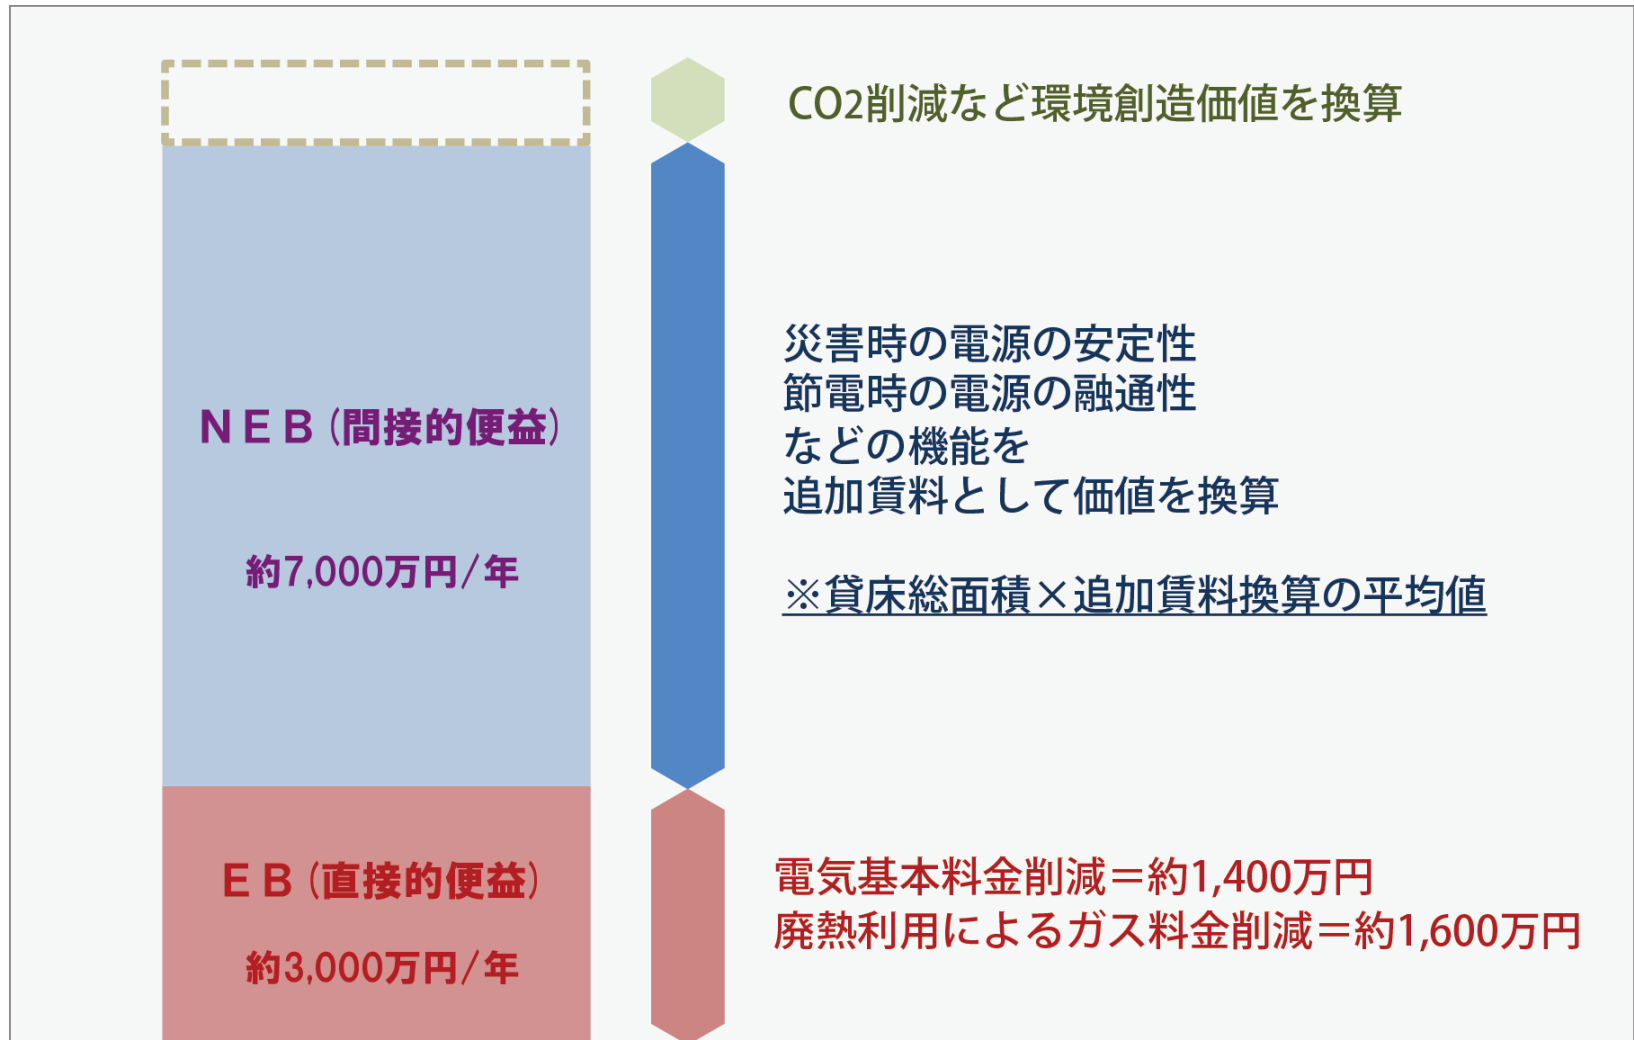 CO2削減など環境創造価値を換算
災害時の電源の安定性
節電時の電源の融通性
などの機能を
追加賃料として価値を換算
※貸床総面積×追加賃料換算の平均値
ＮＥＢ(間接的便益)
約7,000万円/年
ＥＢ(直接的便益)
約3,000万円/年
電気基本料金削減＝約1,400万円
廃熱利用によるガス料金削減＝約1,600万円